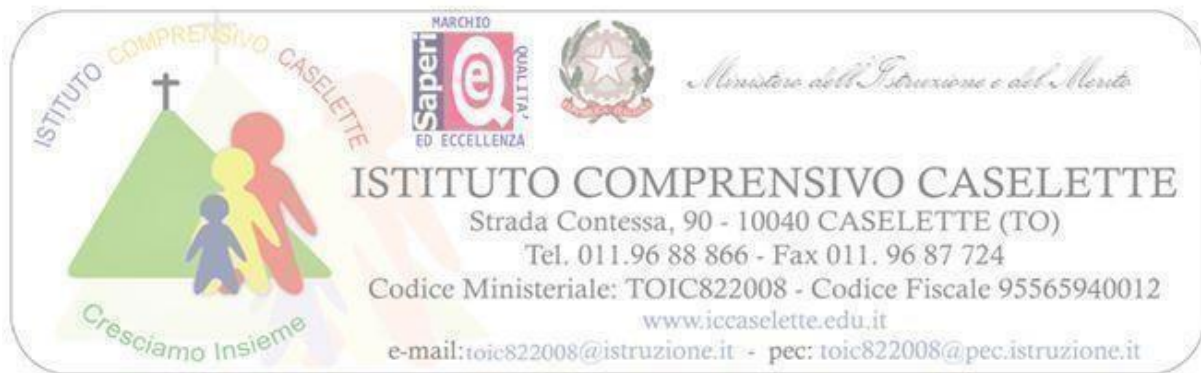 ISTITUTO COMPRENSIVO CASELETTE
Cresciamo Insieme
MARCHIO
Saperi
QUALITA'
ED ECCELLENZA
Ministero dell'Istruzione e del Merito
ISTITUTO COMPRENSIVO CASELETTE
Strada Contessa, 90 - 10040 CASELETTE (TO)
Tel. 011.96 88 866 - Fax 011. 96 87 724
Codice Ministeriale: TOIC822008 - Codice Fiscale 95565940012
www.iccaselette.edu.it
e-mail:toic822008@istruzione.it - pec: toic822008@pec.istruzione.it